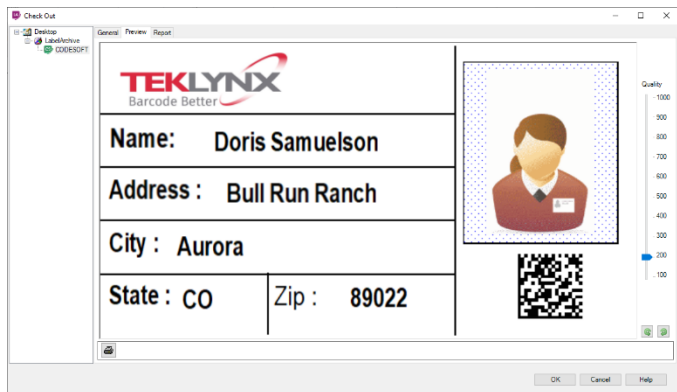 Check Out
Desktop
LabelArchive
CODESOFT
General Preview Report
TEKLYNX
Barcode Better
Name: Doris Samuelson
Address : Bull Run Ranch
City : Aurora
State : CO Zip : 89022
Quality
1000
900
800
700
600
500
400
300
200
100
OK Cancel Help